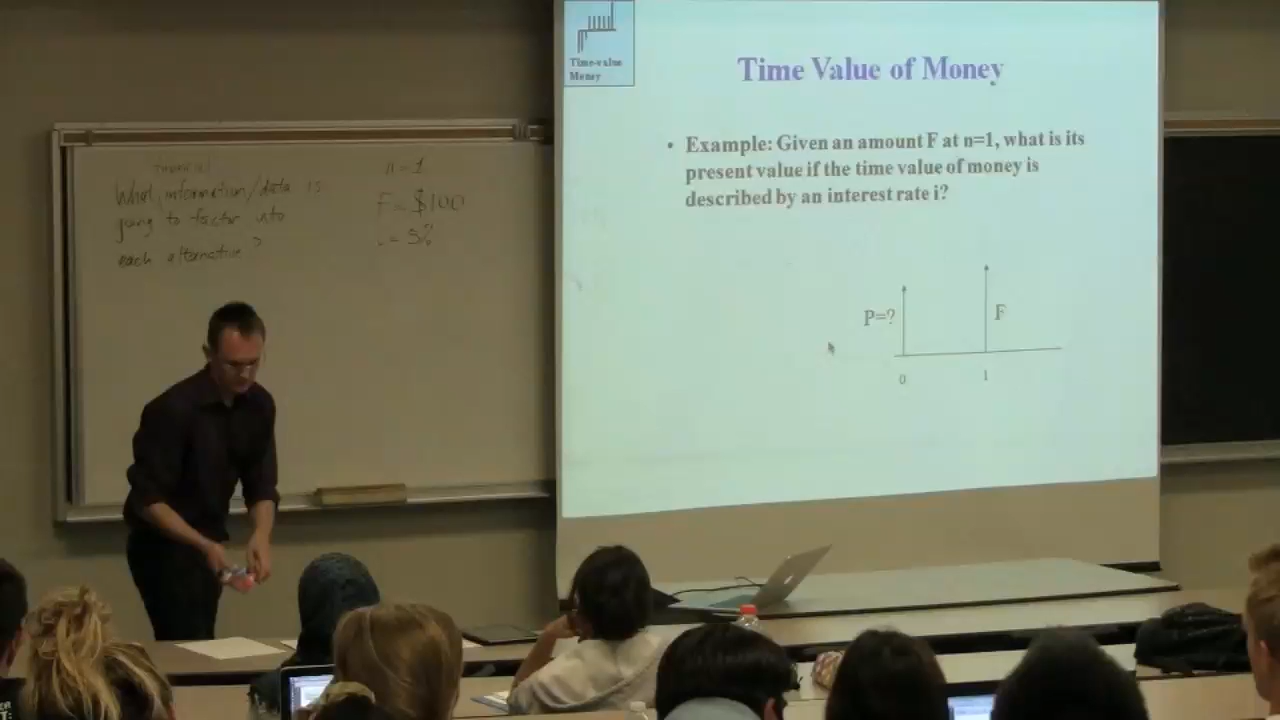 What information/data is
going to factor into
each alternative?
n=1
F = $100
i = 5%
Time-value
Money
Time Value of Money
• Example: Given an amount F at n=1, what is its
present value if the time value of money is
described by an interest rate i?
P=?
F
0
1